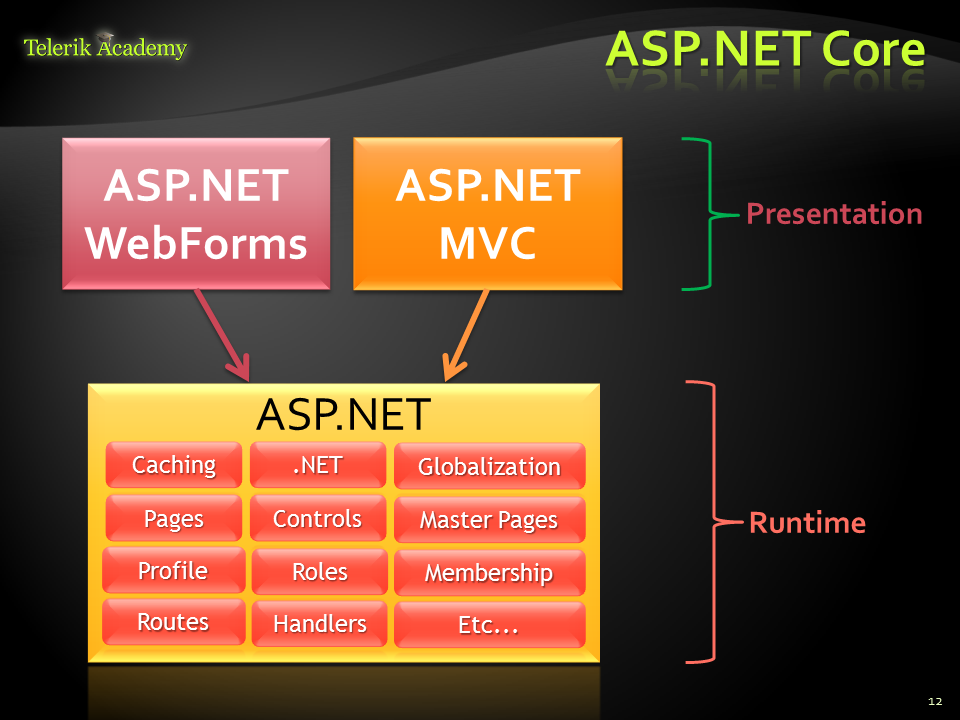 Telerik Academy
ASP.NET Core
ASP.NET
WebForms
ASP.NET
MVC
Presentation
ASP.NET
Caching
.NET
Globalization
Pages
Controls
Master Pages
Profile
Roles
Membership
Routes
Handlers
Etc...
Runtime
12